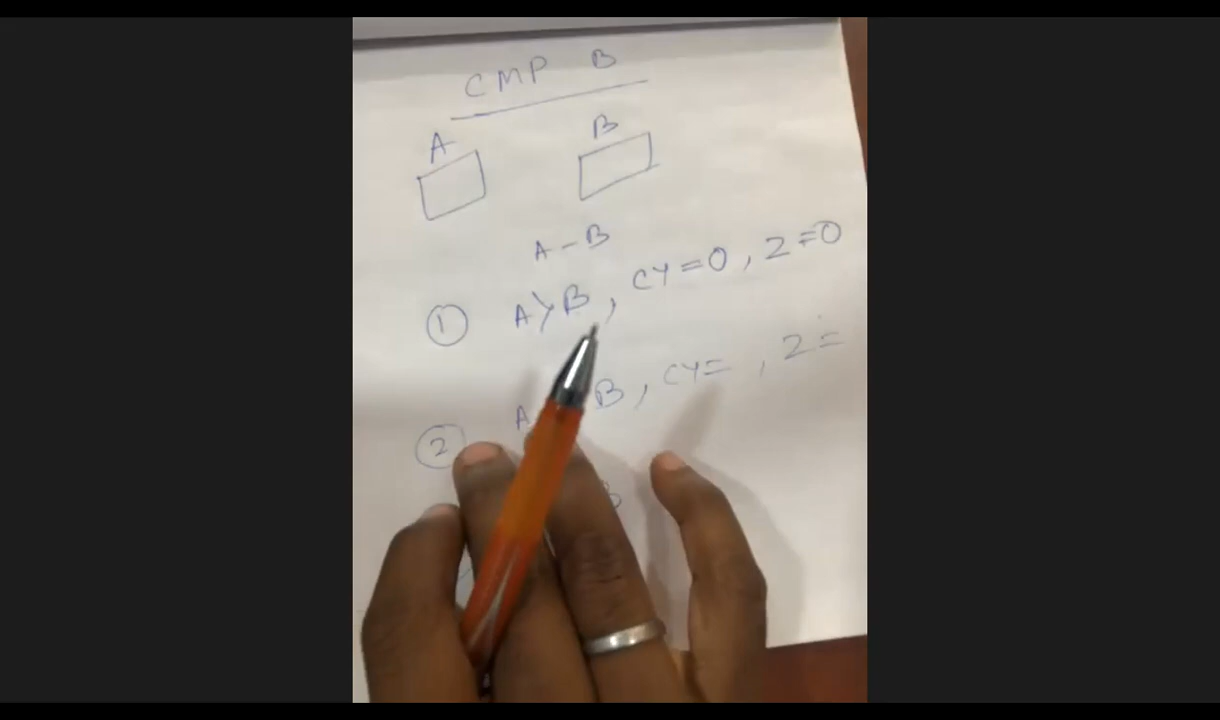 CMP B
A B
A - B
① A > B, CY = 0, Z = 0
② A B, CY = , Z =
B